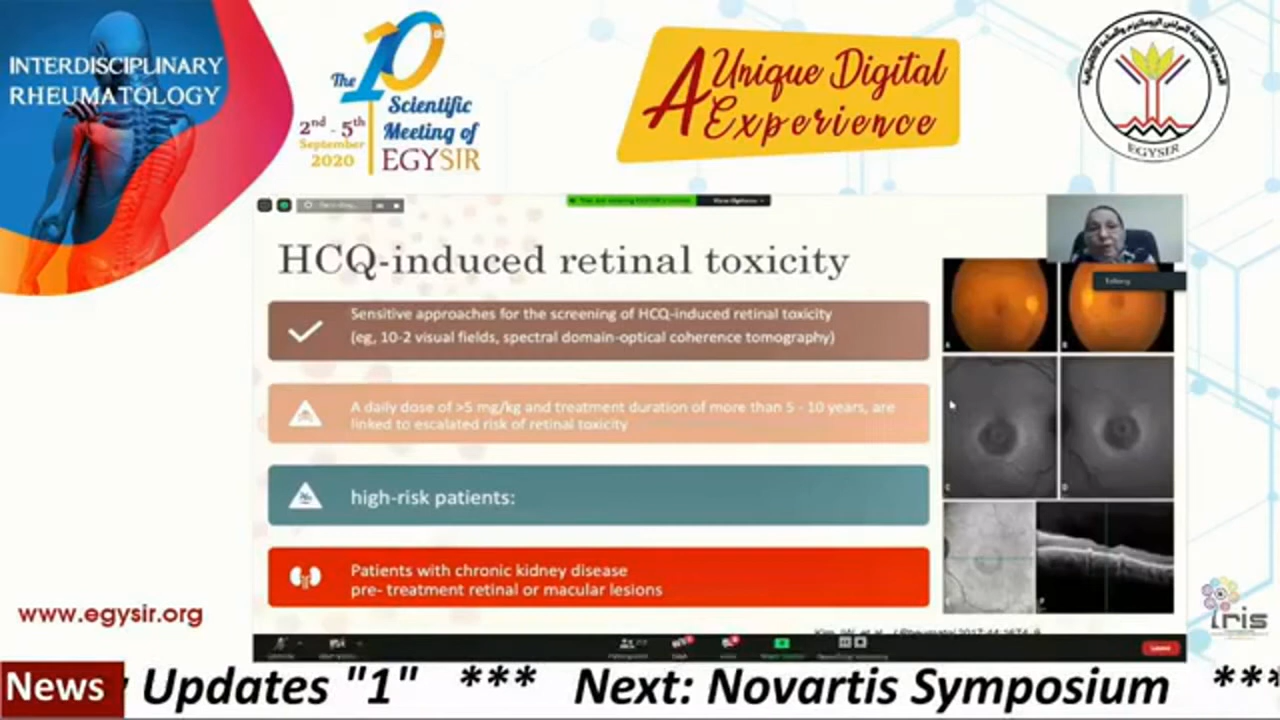 INTERDISCIPLINARY
RHEUMATOLOGY
The 10th
Scientific
Meeting of
EGYSIR
2nd - 5th
September
2020
A Unique Digital
Experience
EGYSIR
HCQ-induced retinal toxicity
Sensitive approaches for the screening of HCQ-induced retinal toxicity
(eg, 10-2 visual fields, spectral domain-optical coherence tomography)
A daily dose of >5 mg/kg and treatment duration of more than 5 - 10 years, are
linked to escalated risk of retinal toxicity
high-risk patients:
Patients with chronic kidney disease
pre- treatment retinal or macular lesions
A
B
C
D
www.egysir.org
iris
News
Updates "1" *** Next: Novartis Symposium ***